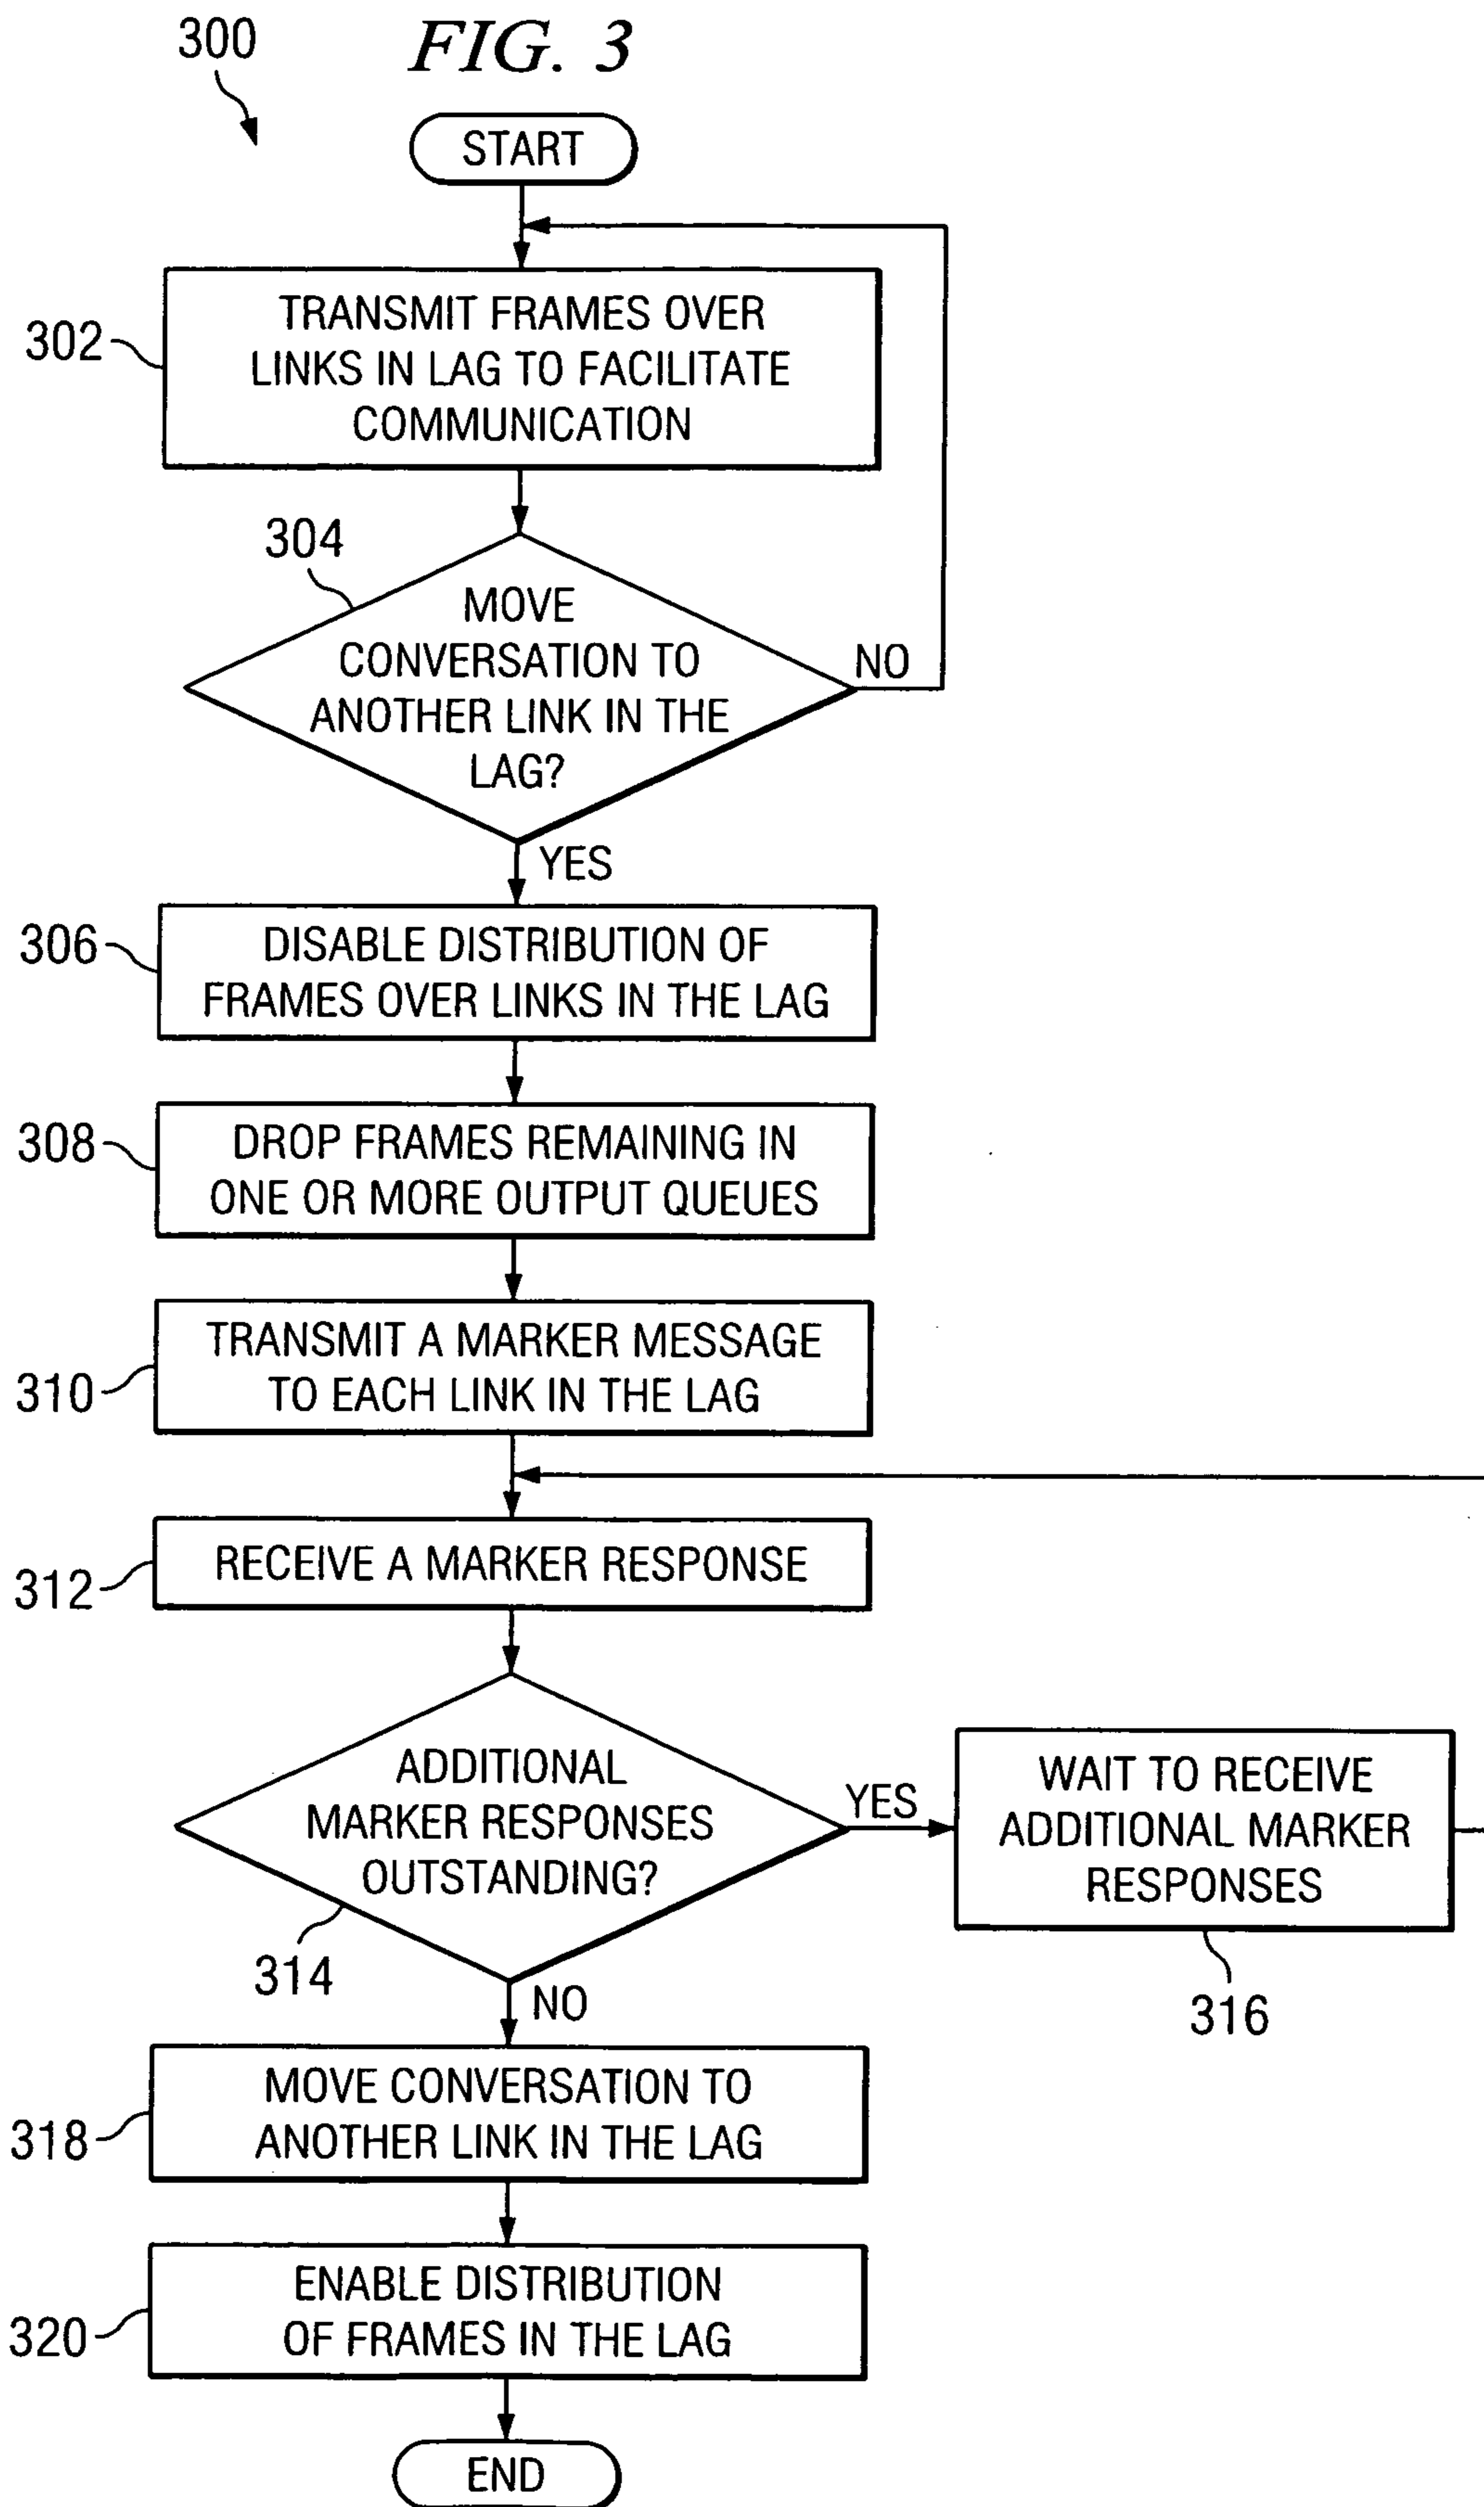 300
FIG. 3
START
302
TRANSMIT FRAMES OVER
LINKS IN LAG TO FACILITATE
COMMUNICATION
304
MOVE
CONVERSATION TO
ANOTHER LINK IN THE
LAG?
NO
YES
306
DISABLE DISTRIBUTION OF
FRAMES OVER LINKS IN THE LAG
308
DROP FRAMES REMAINING IN
ONE OR MORE OUTPUT QUEUES
310
TRANSMIT A MARKER MESSAGE
TO EACH LINK IN THE LAG
312
RECEIVE A MARKER RESPONSE
314
ADDITIONAL
MARKER RESPONSES
OUTSTANDING?
YES
WAIT TO RECEIVE
ADDITIONAL MARKER
RESPONSES
316
NO
318
MOVE CONVERSATION TO
ANOTHER LINK IN THE LAG
320
ENABLE DISTRIBUTION
OF FRAMES IN THE LAG
END